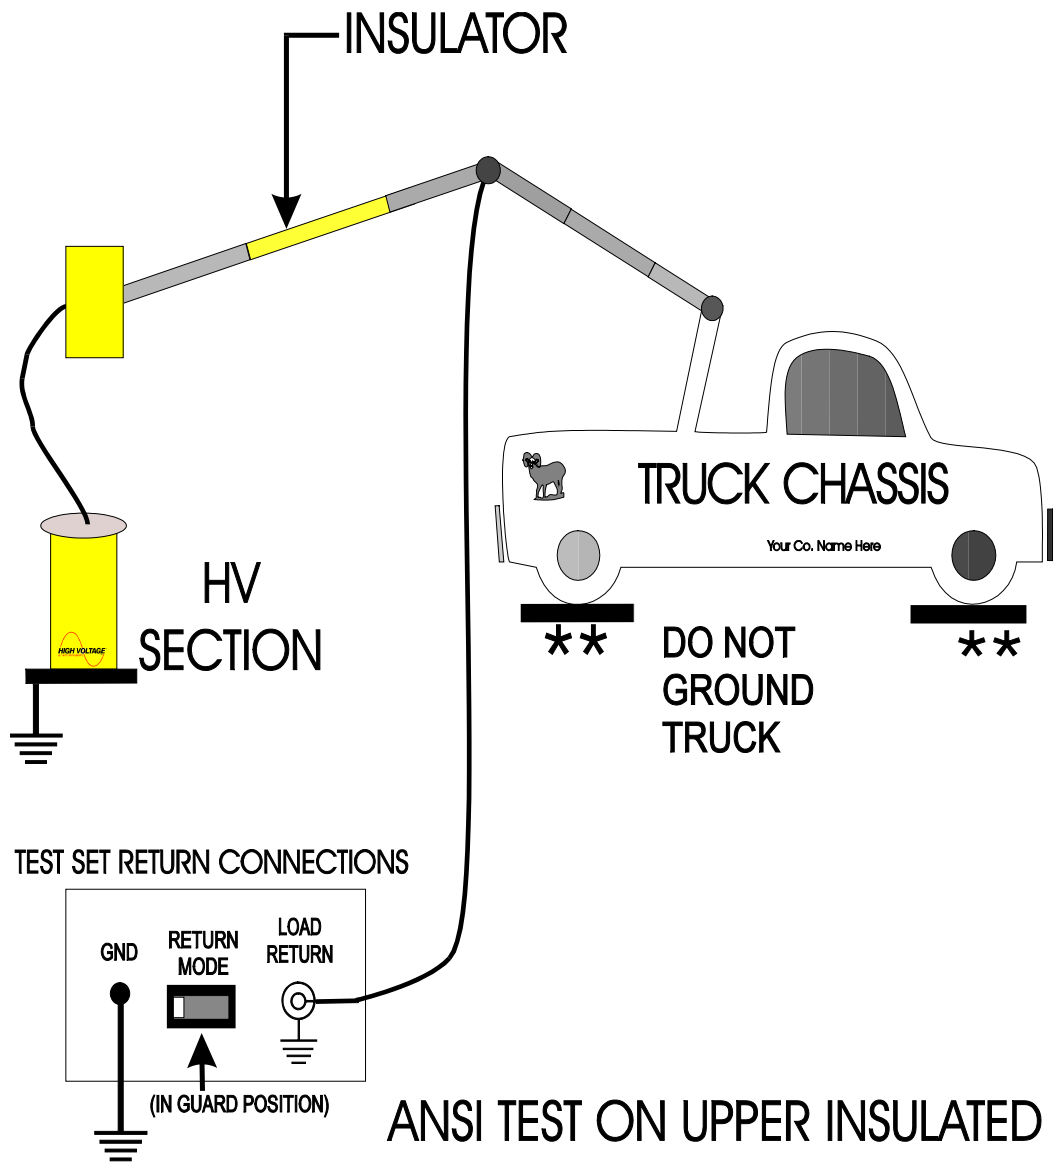 INSULATOR
TRUCK CHASSIS
Your Co. Name Here
HV
SECTION
HIGH VOLTAGE
** **
DO NOT
GROUND
TRUCK
TEST SET RETURN CONNECTIONS
GND
RETURN
MODE
LOAD
RETURN
(IN GUARD POSITION)
ANSI TEST ON UPPER INSULATED